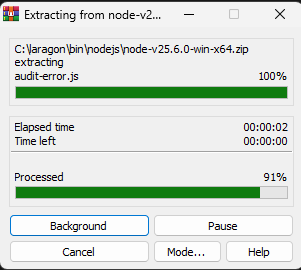 Extracting from node-v2...
C:\laragon\bin\nodejs\node-v25.6.0-win-x64.zip
extracting
audit-error.js 100%
Elapsed time 00:00:02
Time left 00:00:00
Processed 91%
Background Pause
Cancel Mode... Help